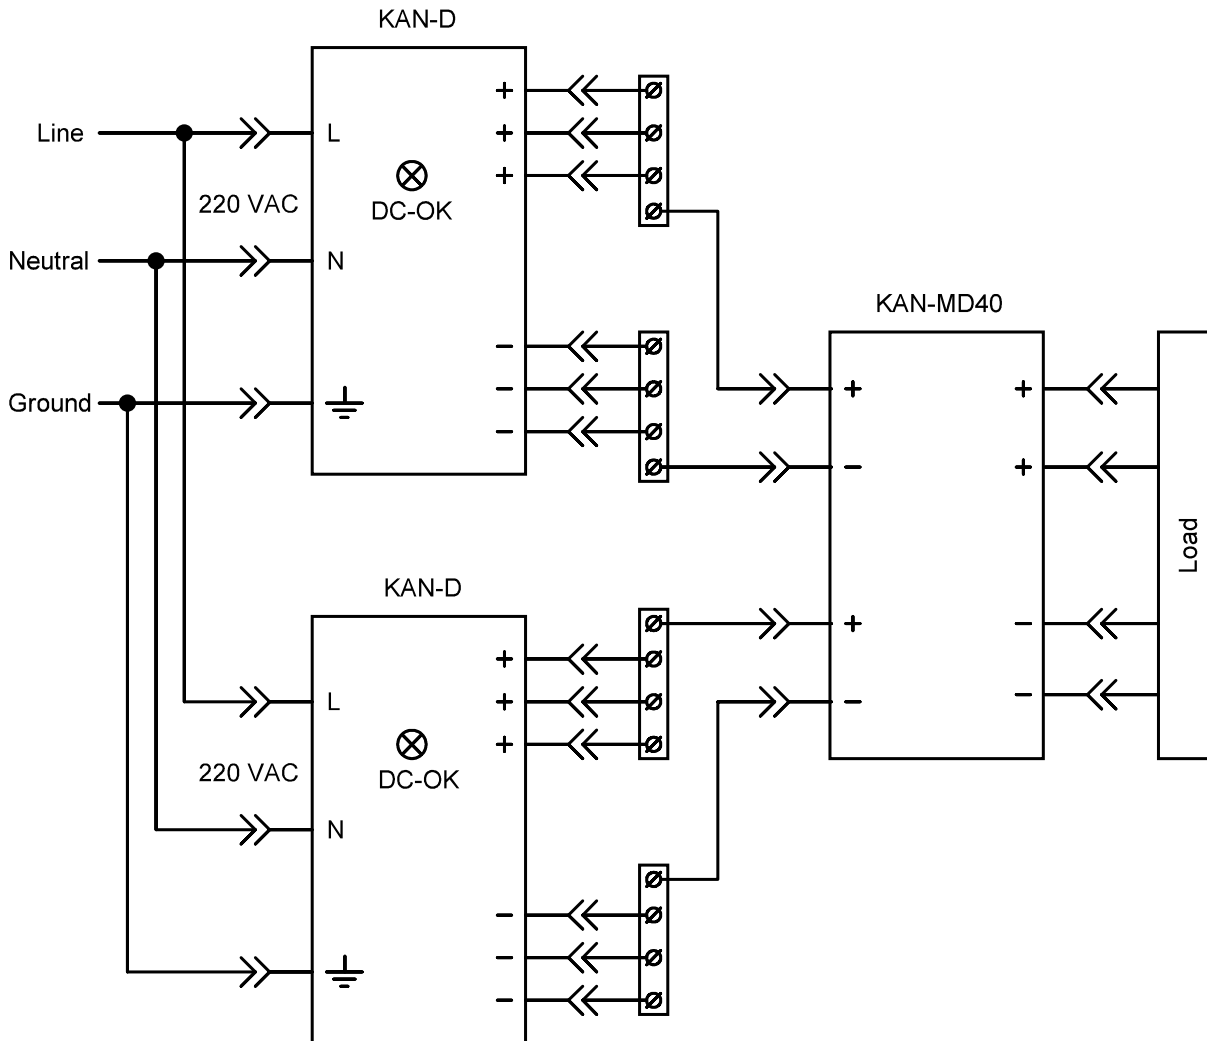 KAN-D
+
Line
L
+
+
220 VAC
DC-OK
Neutral
N
KAN-MD40
−
−
+
+
Ground
−
−
+
Load
KAN-D
+
−
+
L
+
−
−
+
220 VAC
DC-OK
N
−
−
−